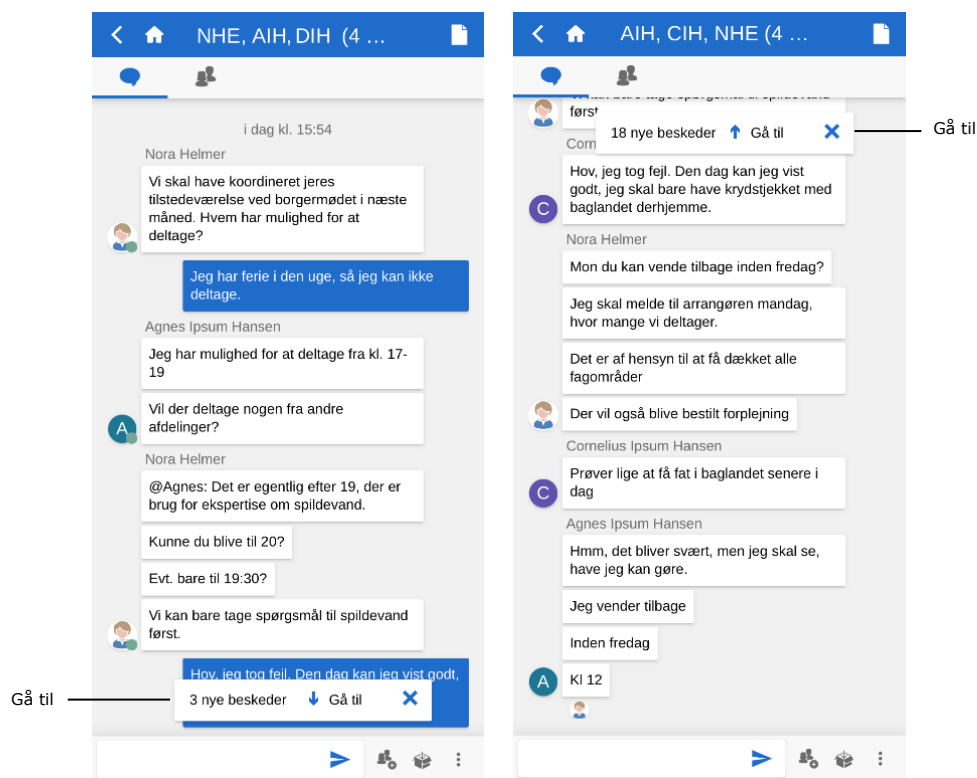 NHE, AIH, DIH (4 ...
i dag kl. 15:54
Nora Helmer
Vi skal have koordineret jeres
tilstedeværelse ved borgermødet i næste
måned. Hvem har mulighed for at
deltage?
Jeg har ferie i den uge, så jeg kan ikke
deltage.
Agnes Ipsum Hansen
Jeg har mulighed for at deltage fra kl. 17-
19
Vil der deltage nogen fra andre
afdelinger?
A
Nora Helmer
@Agnes: Det er egentlig efter 19, der er
brug for ekspertise om spildevand.
Kunne du blive til 20?
Evt. bare til 19:30?
Vi kan bare tage spørgsmål til spildevand
først.
Hov, jeg tog fejl. Den dag kan jeg vist godt,
3 nye beskeder Gå til
Gå til
AIH, CIH, NHE (4 ...
Vi kan bare tage spørgsmål til spildevand
først
18 nye beskeder Gå til
Gå til
Corn
Hov, jeg tog fejl. Den dag kan jeg vist
godt, jeg skal bare have krydstjekket med
baglandet derhjemme.
C
Nora Helmer
Mon du kan vende tilbage inden fredag?
Jeg skal melde til arrangøren mandag,
hvor mange vi deltager.
Det er af hensyn til at få dækket alle
fagområder
Der vil også blive bestilt forplejning
Cornelius Ipsum Hansen
Prøver lige at få fat i baglandet senere i
dag
C
Agnes Ipsum Hansen
Hmm, det bliver svært, men jeg skal se,
have jeg kan gøre.
Jeg vender tilbage
Inden fredag
Kl 12
A